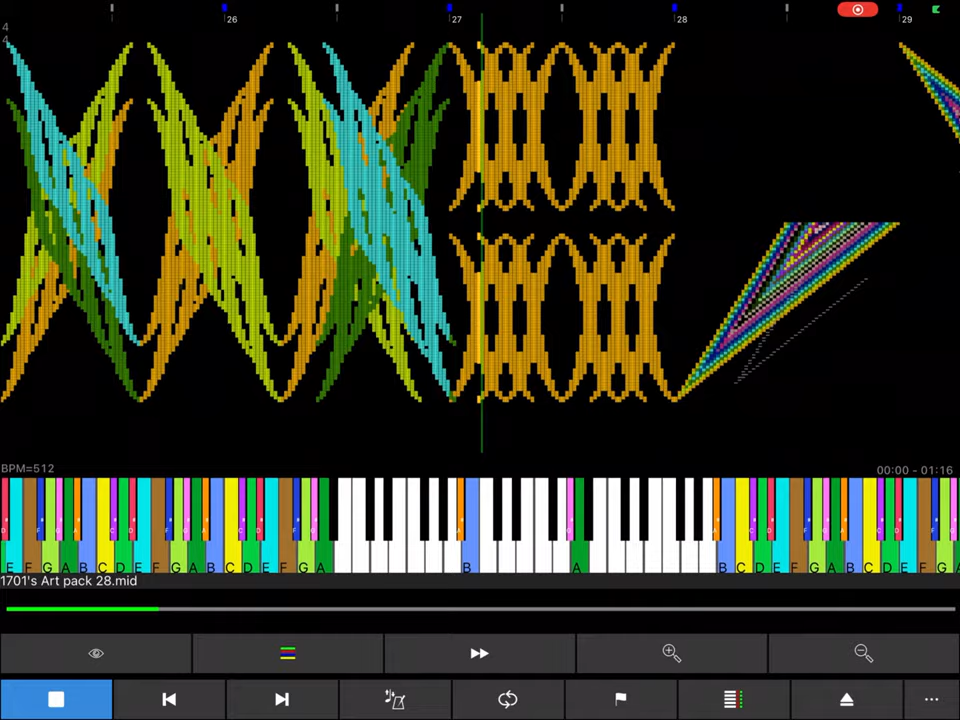 26 27 28 29
4
4
BPM=512 00:00 - 01:16
E F G A B C D E F G A B C D E F G A B A B C D E F G A B C D E F G
1701's Art pack 28.mid